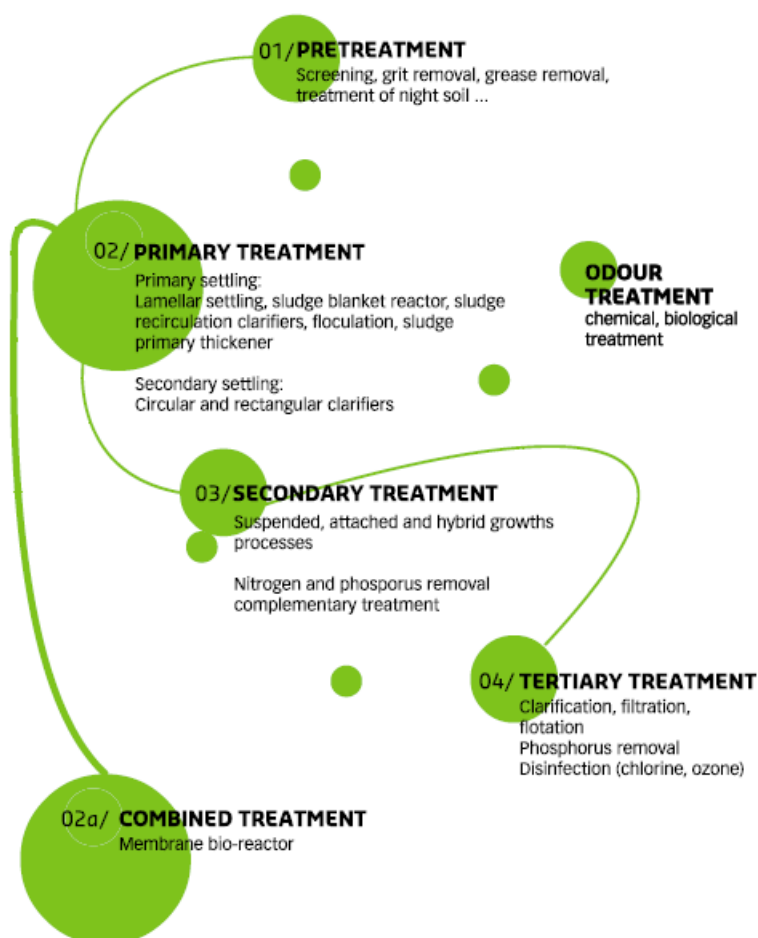 01/PRETREATMENT
Screening, grit removal, grease removal,
treatment of night soil ...
02/ PRIMARY TREATMENT
Primary settling:
Lamellar settling, sludge blanket reactor, sludge
recirculation clarifiers, floculation, sludge
primary thickener
Secondary settling:
Circular and rectangular clarifiers
ODOUR
TREATMENT
chemical, biological
treatment
03/SECONDARY TREATMENT
Suspended, attached and hybrid growths
processes
Nitrogen and phosporus removal
complementary treatment
04/ TERTIARY TREATMENT
Clarification, filtration,
flotation
Phosphorus removal
Disinfection (chlorine, ozone)
02a/ COMBINED TREATMENT
Membrane bio-reactor